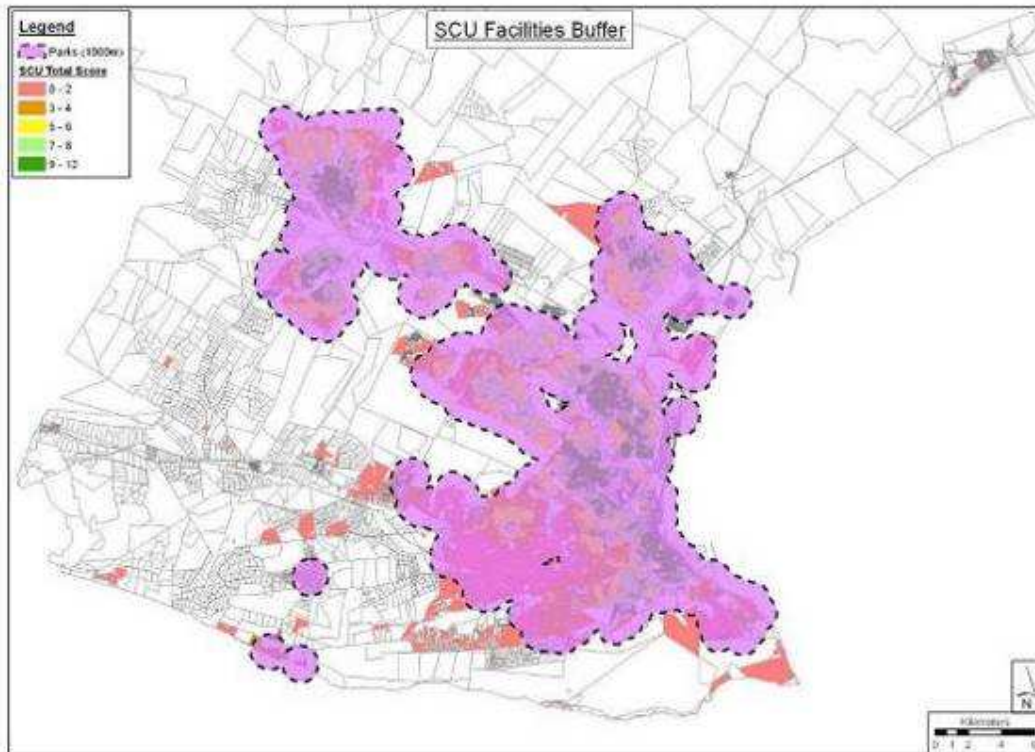 SCU Facilities Buffer
Legend
Parks (1000m)
SCU Total Score
0 - 2
3 - 4
5 - 6
7 - 8
9 - 12
N
Kilometers
0 1 2 4